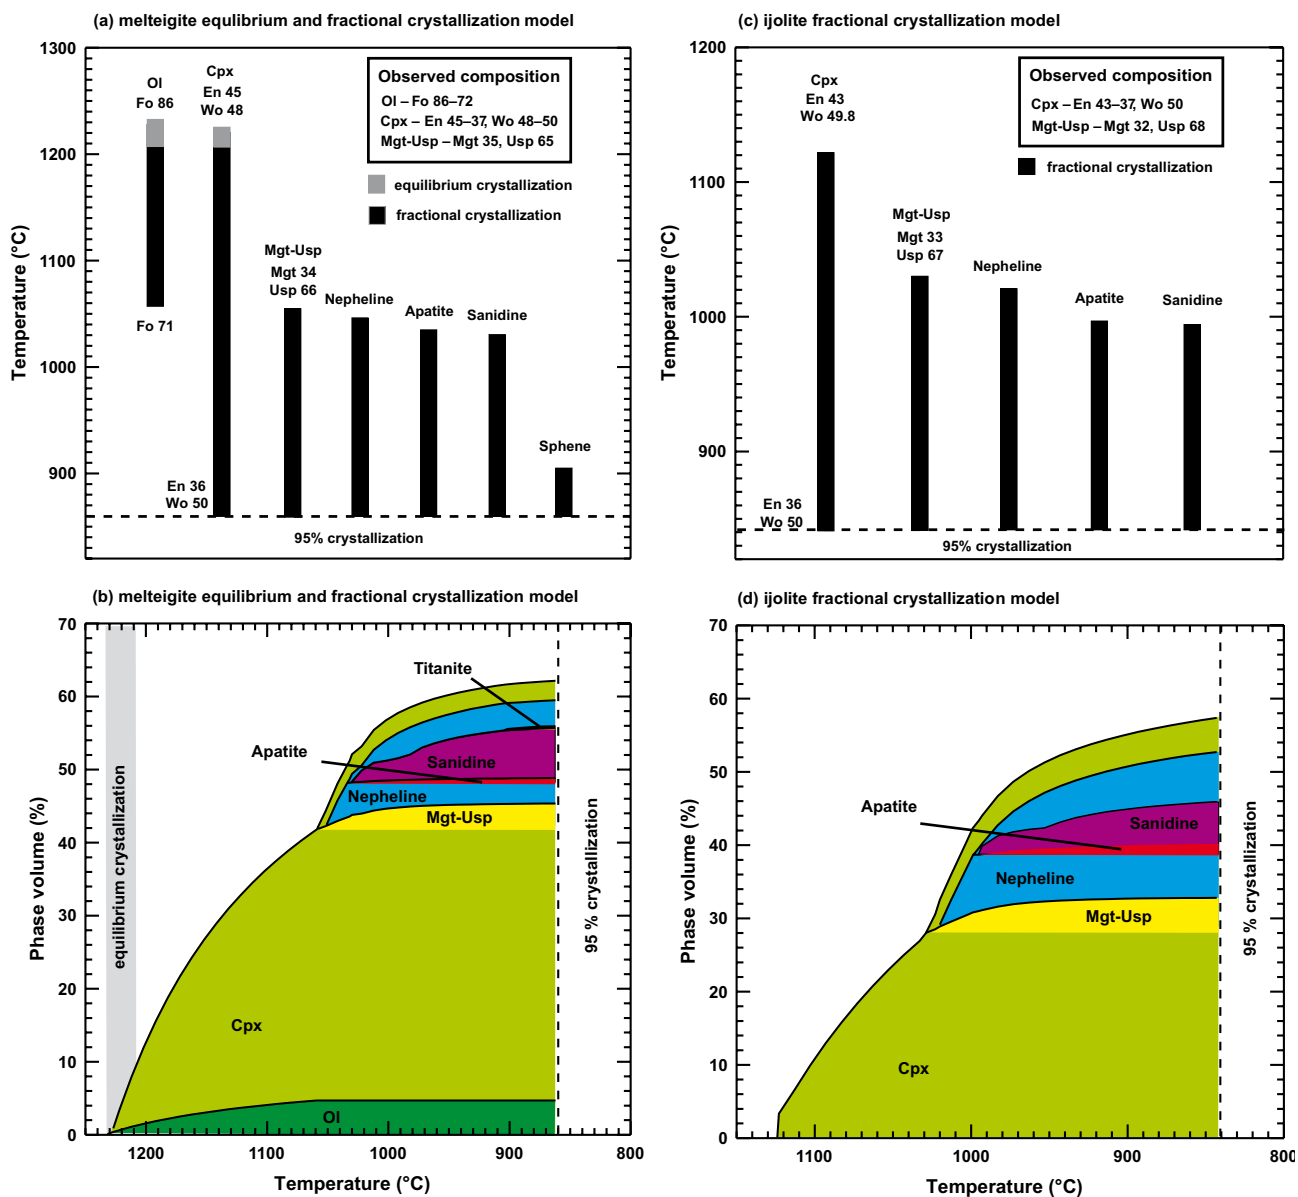 (a) melteigite equlibrium and fractional crystallization model
1300
1200
1100
1000
900
Temperature (°C)
Ol
Fo 86
Fo 71
Cpx
En 45
Wo 48
En 36
Wo 50
Observed composition
Ol – Fo 86–72
Cpx – En 45–37, Wo 48–50
Mgt-Usp – Mgt 35, Usp 65
equilibrium crystallization
fractional crystallization
Mgt-Usp
Mgt 34
Usp 66
Nepheline
Apatite
Sanidine
Sphene
95% crystallization
(c) ijolite fractional crystallization model
1200
1100
1000
900
Temperature (°C)
Cpx
En 43
Wo 49.8
Observed composition
Cpx – En 43–37, Wo 50
Mgt-Usp – Mgt 32, Usp 68
fractional crystallization
Mgt-Usp
Mgt 33
Usp 67
Nepheline
Apatite
Sanidine
En 36
Wo 50
95% crystallization
(b) melteigite equilibrium and fractional crystallization model
70
60
50
40
30
20
10
0
Phase volume (%)
equilibrium crystallization
Titanite
Apatite
Sanidine
Nepheline
Mgt-Usp
Cpx
Ol
95 % crystallization
1200
1100
1000
900
800
Temperature (°C)
(d) ijolite fractional crystallization model
70
60
50
40
30
20
10
0
Phase volume (%)
Apatite
Sanidine
Nepheline
Mgt-Usp
Cpx
95 % crystallization
1100
1000
900
800
Temperature (°C)